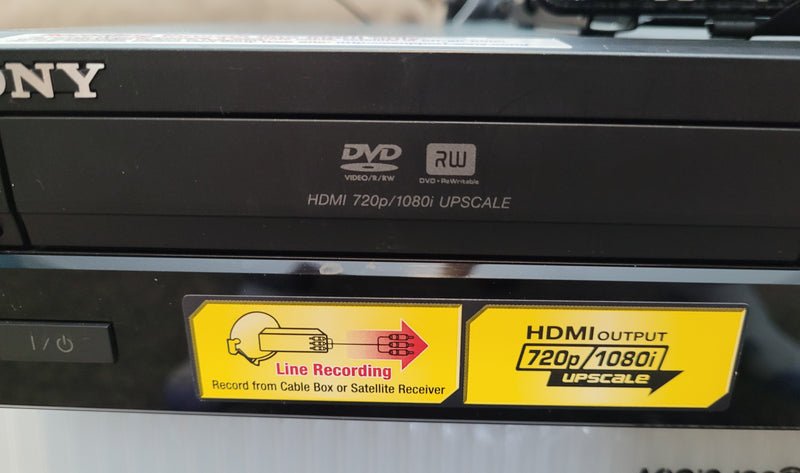 SONY
DVD
VIDEO/R/RW
RW
DVD+ReWritable
HDMI 720p/1080i UPSCALE
I/⏻
Line Recording
Record from Cable Box or Satellite Receiver
HDMI OUTPUT
720p/1080i
UPSCALE